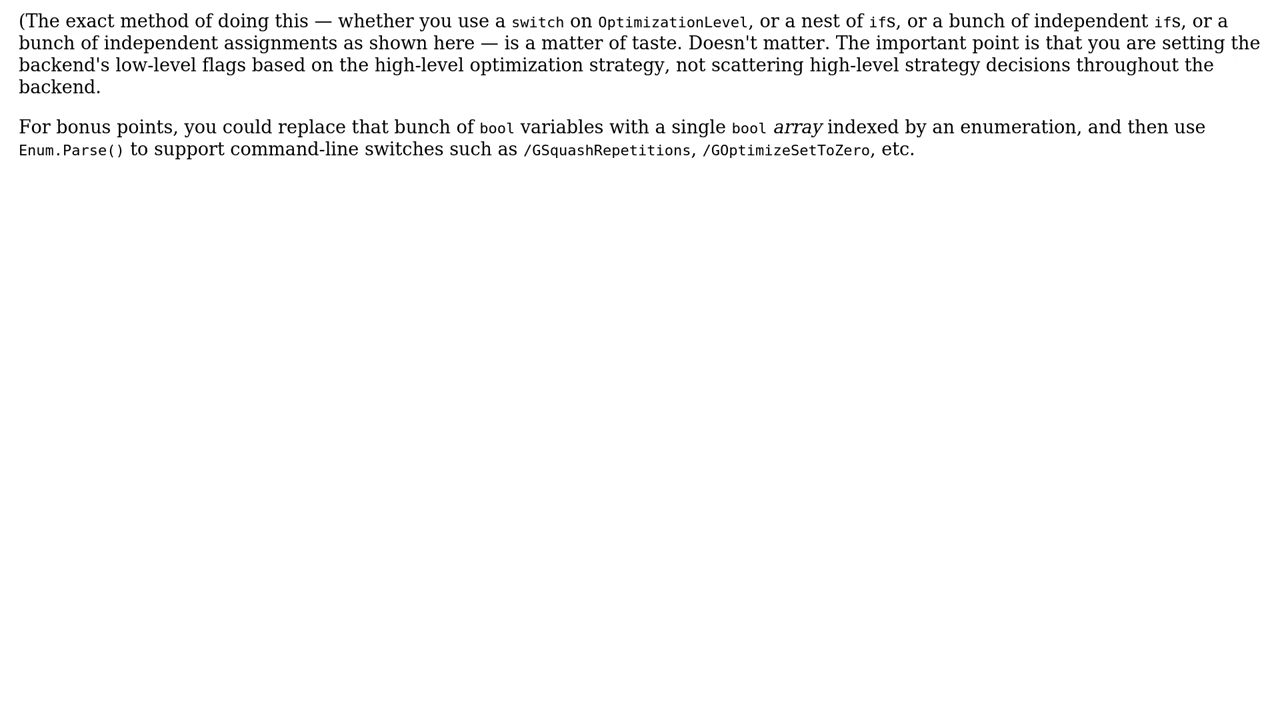 (The exact method of doing this — whether you use a switch on OptimizationLevel, or a nest of ifs, or a bunch of independent ifs, or a
bunch of independent assignments as shown here — is a matter of taste. Doesn't matter. The important point is that you are setting the
backend's low-level flags based on the high-level optimization strategy, not scattering high-level strategy decisions throughout the
backend.
For bonus points, you could replace that bunch of bool variables with a single bool array indexed by an enumeration, and then use
Enum.Parse() to support command-line switches such as /GSquashRepetitions, /GOptimizeSetToZero, etc.